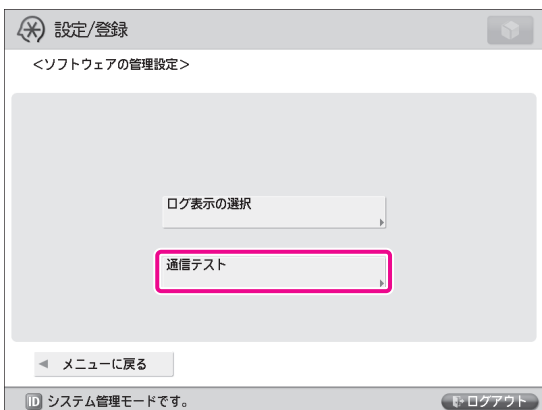 設定/登録
<ソフトウェアの管理設定>
ログ表示の選択
通信テスト
メニューに戻る
ID システム管理モードです。
ログアウト